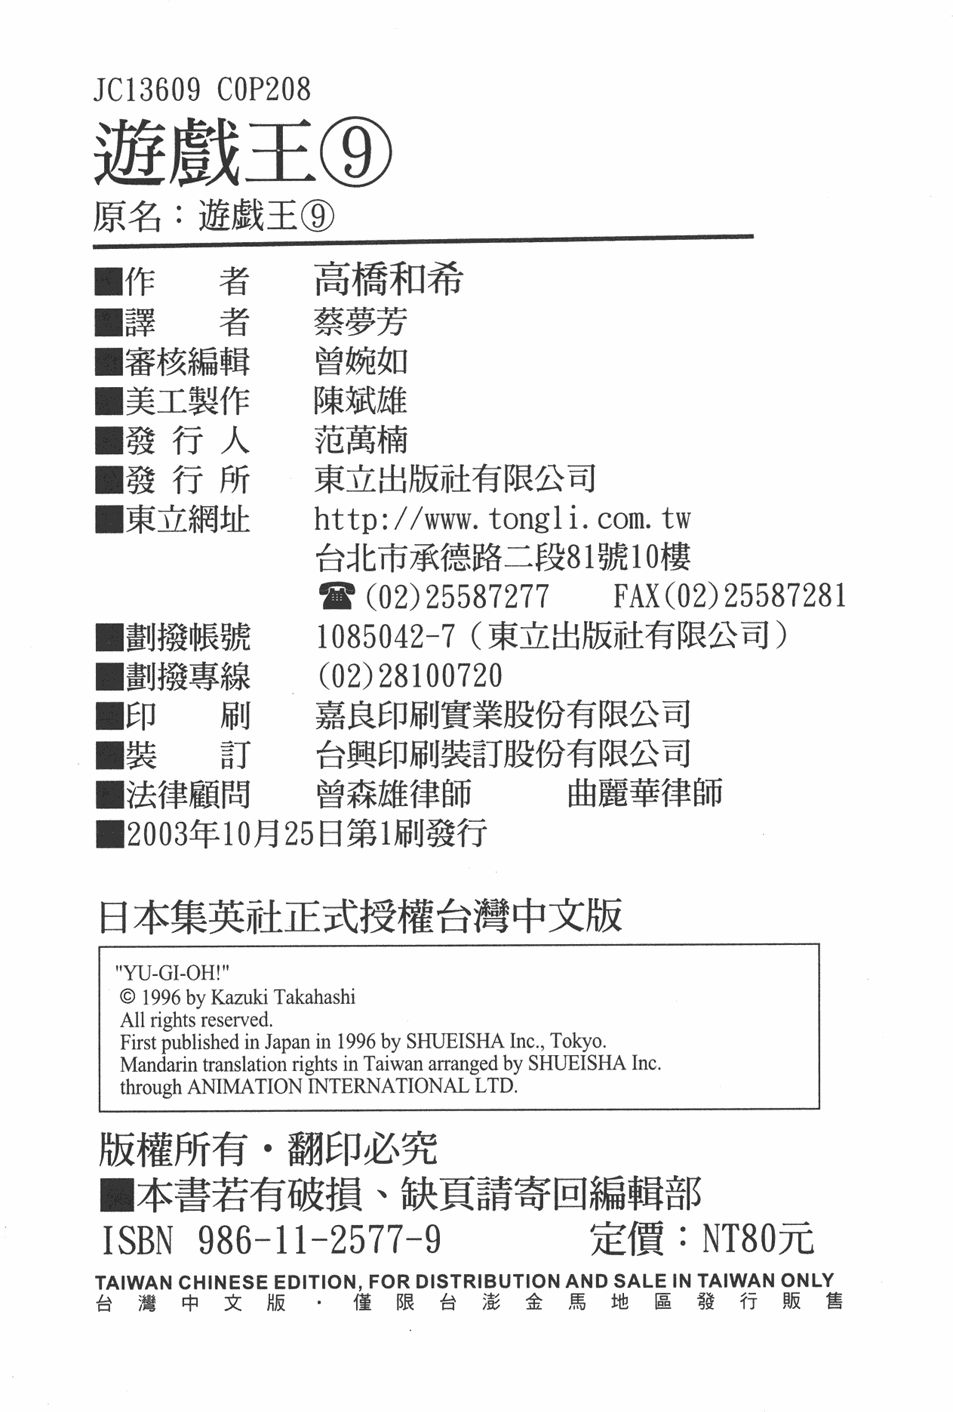 JC13609 C0P208
遊戲王⑨
原名：遊戯王⑨
■作　　者　高橋和希
■譯　　者　蔡夢芳
■審核編輯　曾婉如
■美工製作　陳斌雄
■發 行 人　范萬楠
■發 行 所　東立出版社有限公司
■東立網址　http://www.tongli.com.tw
台北市承德路二段81號10樓
☎(02)25587277　FAX(02)25587281
■劃撥帳號　1085042-7（東立出版社有限公司）
■劃撥專線　(02)28100720
■印　　刷　嘉良印刷實業股份有限公司
■裝　　訂　台興印刷裝訂股份有限公司
■法律顧問　曾森雄律師　曲麗華律師
■2003年10月25日第1刷發行
日本集英社正式授權台灣中文版
"YU-GI-OH!"
© 1996 by Kazuki Takahashi
All rights reserved.
First published in Japan in 1996 by SHUEISHA Inc., Tokyo.
Mandarin translation rights in Taiwan arranged by SHUEISHA Inc.
through ANIMATION INTERNATIONAL LTD.
版權所有・翻印必究
■本書若有破損、缺頁請寄回編輯部
ISBN 986-11-2577-9　定價：NT80元
TAIWAN CHINESE EDITION, FOR DISTRIBUTION AND SALE IN TAIWAN ONLY
台灣中文版・僅限台澎金馬地區發行販售